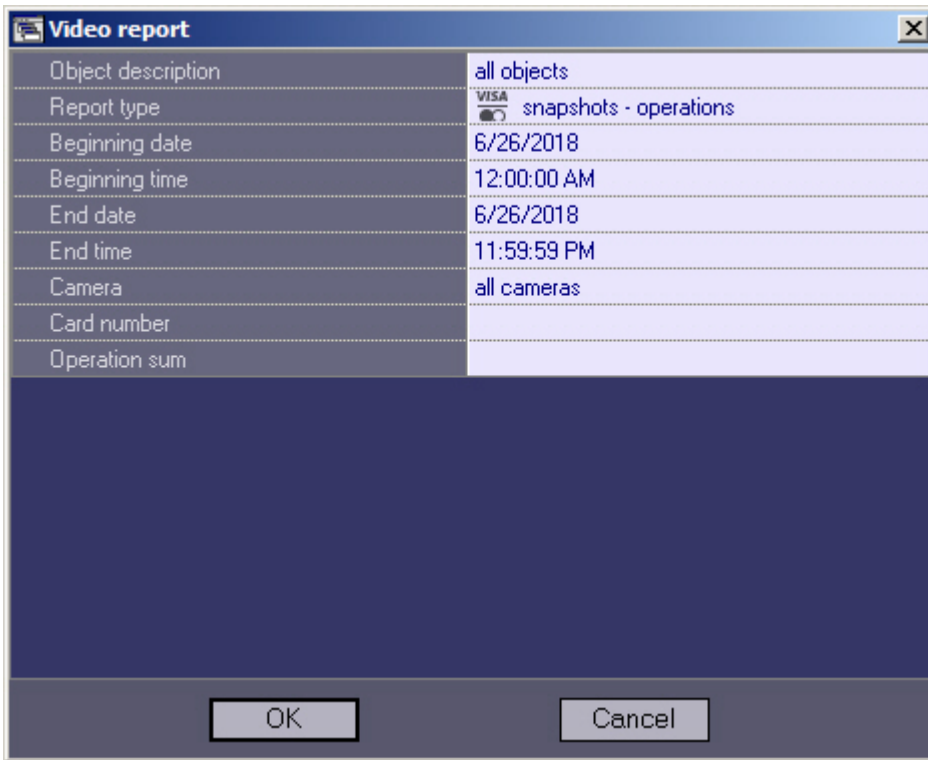 Video report
Object description all objects
Report type VISA snapshots - operations
Beginning date 6/26/2018
Beginning time 12:00:00 AM
End date 6/26/2018
End time 11:59:59 PM
Camera all cameras
Card number
Operation sum
OK Cancel